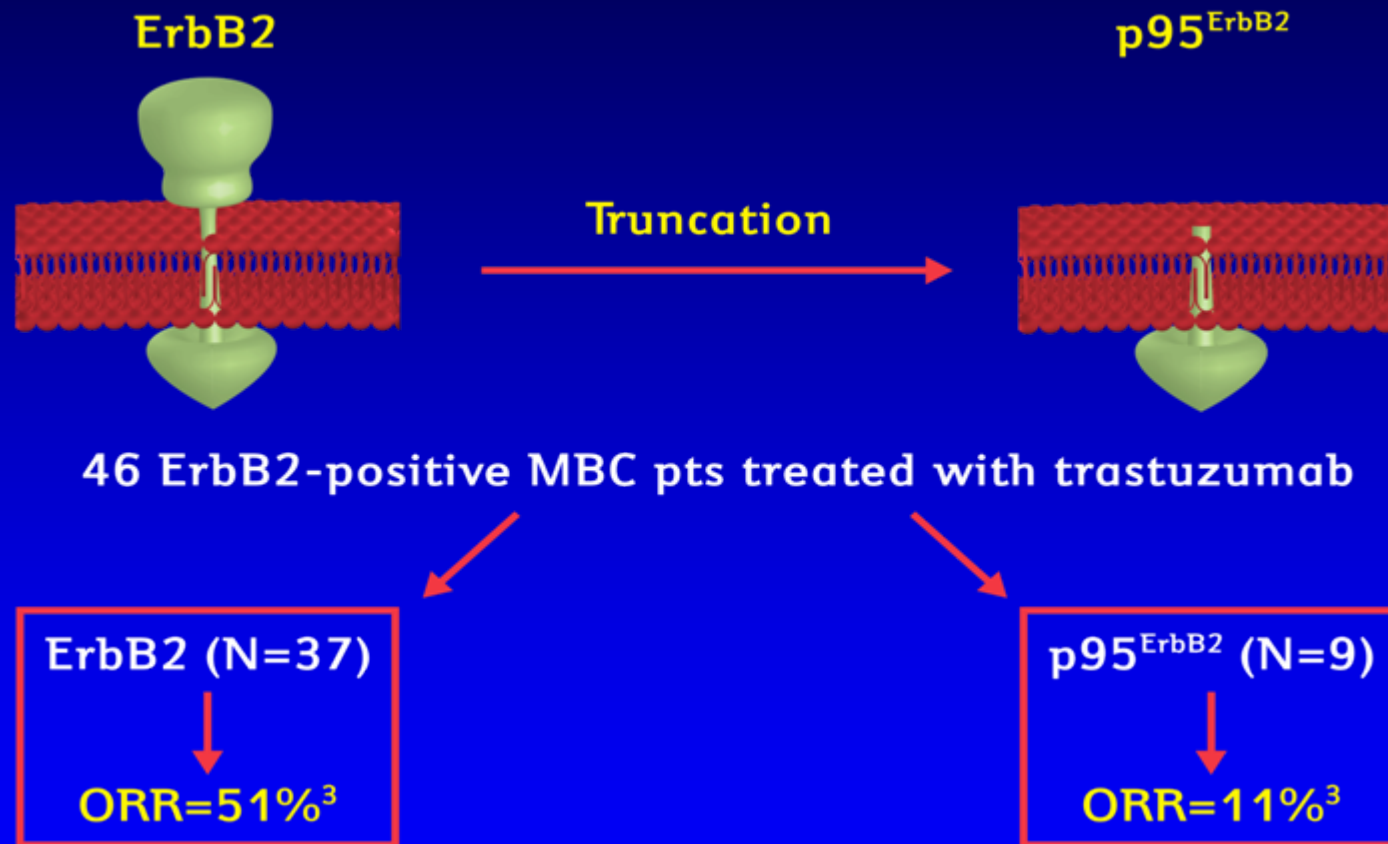 ErbB2
p95ErbB2
Truncation
46 ErbB2-positive MBC pts treated with trastuzumab
ErbB2 (N=37)
ORR=51%3
p95ErbB2 (N=9)
ORR=11%3